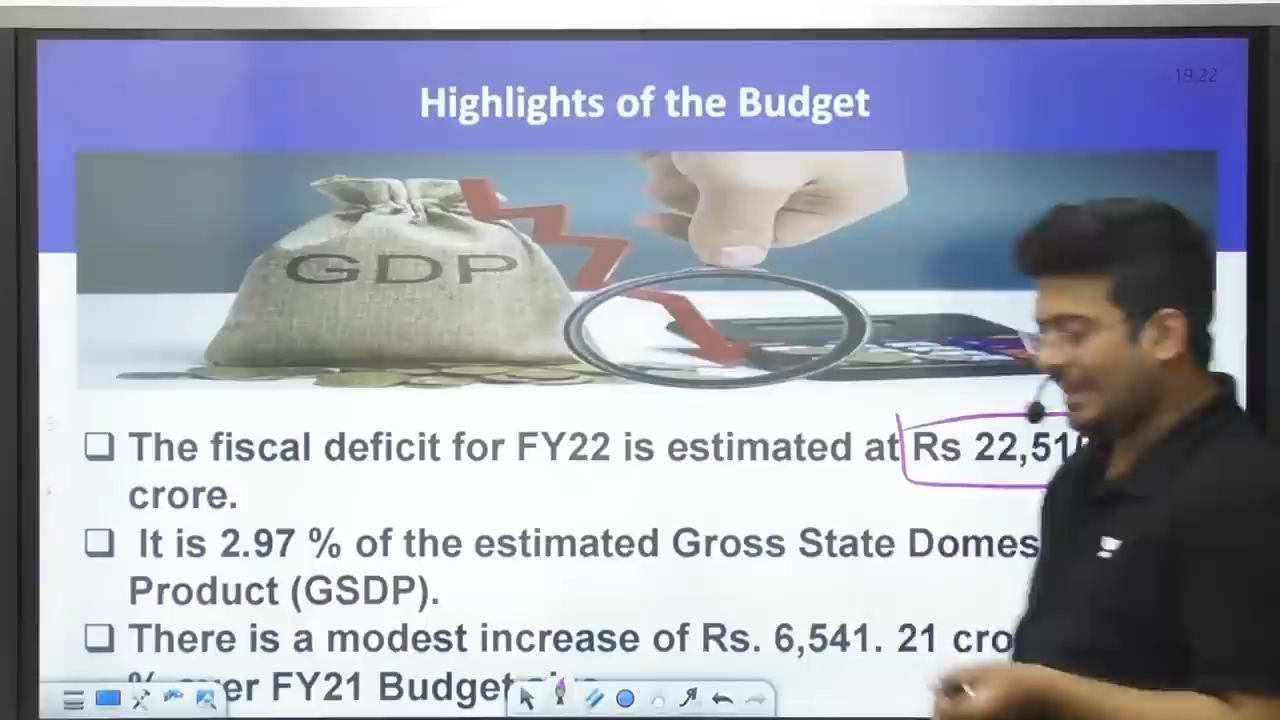 19:22
Highlights of the Budget
GDP
The fiscal deficit for FY22 is estimated at Rs 22,51
crore.
It is 2.97 % of the estimated Gross State Domes
Product (GSDP).
There is a modest increase of Rs. 6,541. 21 cro
% over FY21 Budget